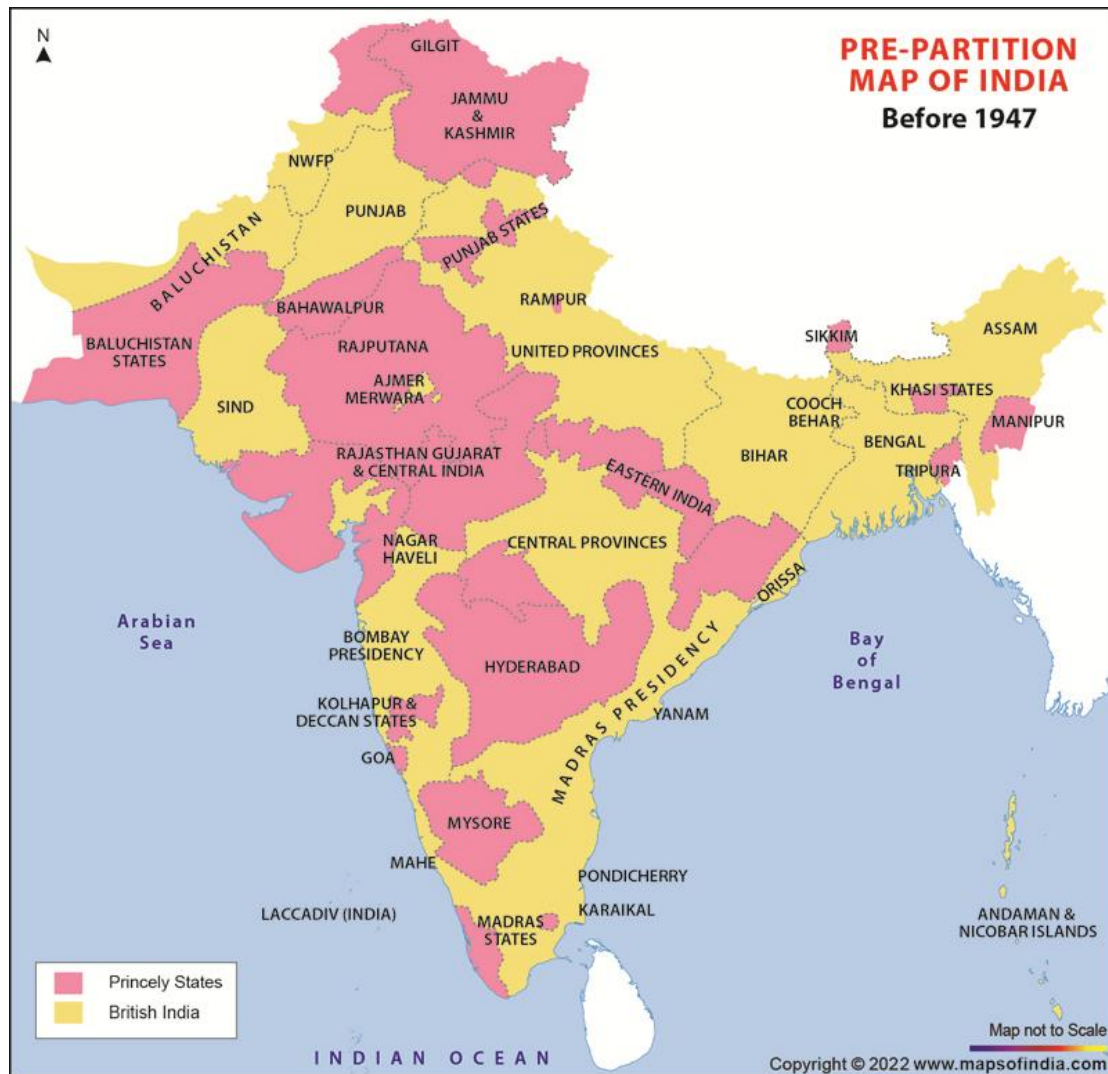 N
PRE-PARTITION
MAP OF INDIA
Before 1947
GILGIT
JAMMU
&
KASHMIR
NWFP
PUNJAB
BALUCHISTAN
PUNJAB STATES
BAHAWALPUR
RAMPUR
BALUCHISTAN
STATES
RAJPUTANA
UNITED PROVINCES
SIKKIM
ASSAM
AJMER
MERWARA
SIND
KHASI STATES
COOCH
BEHAR
MANIPUR
BENGAL
BIHAR
TRIPURA
RAJASTHAN GUJARAT
& CENTRAL INDIA
EASTERN INDIA
NAGAR
HAVELI
CENTRAL PROVINCES
ORISSA
Arabian
Sea
BOMBAY
PRESIDENCY
HYDERABAD
Bay
of
Bengal
MADRAS PRESIDENCY
KOLHAPUR &
DECCAN STATES
YANAM
GOA
MYSORE
MAHE
PONDICHERRY
LACCADIV (INDIA)
MADRAS
STATES
KARAIKAL
ANDAMAN &
NICOBAR ISLANDS
Princely States
British India
Map not to Scale
INDIAN OCEAN
Copyright © 2022 www.mapsofindia.com